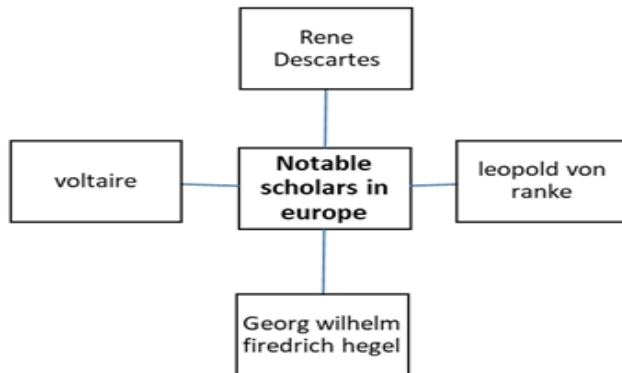 Rene
Descartes
voltaire
Notable
scholars in
europe
leopold von
ranke
Georg wilhelm
firedrich hegel